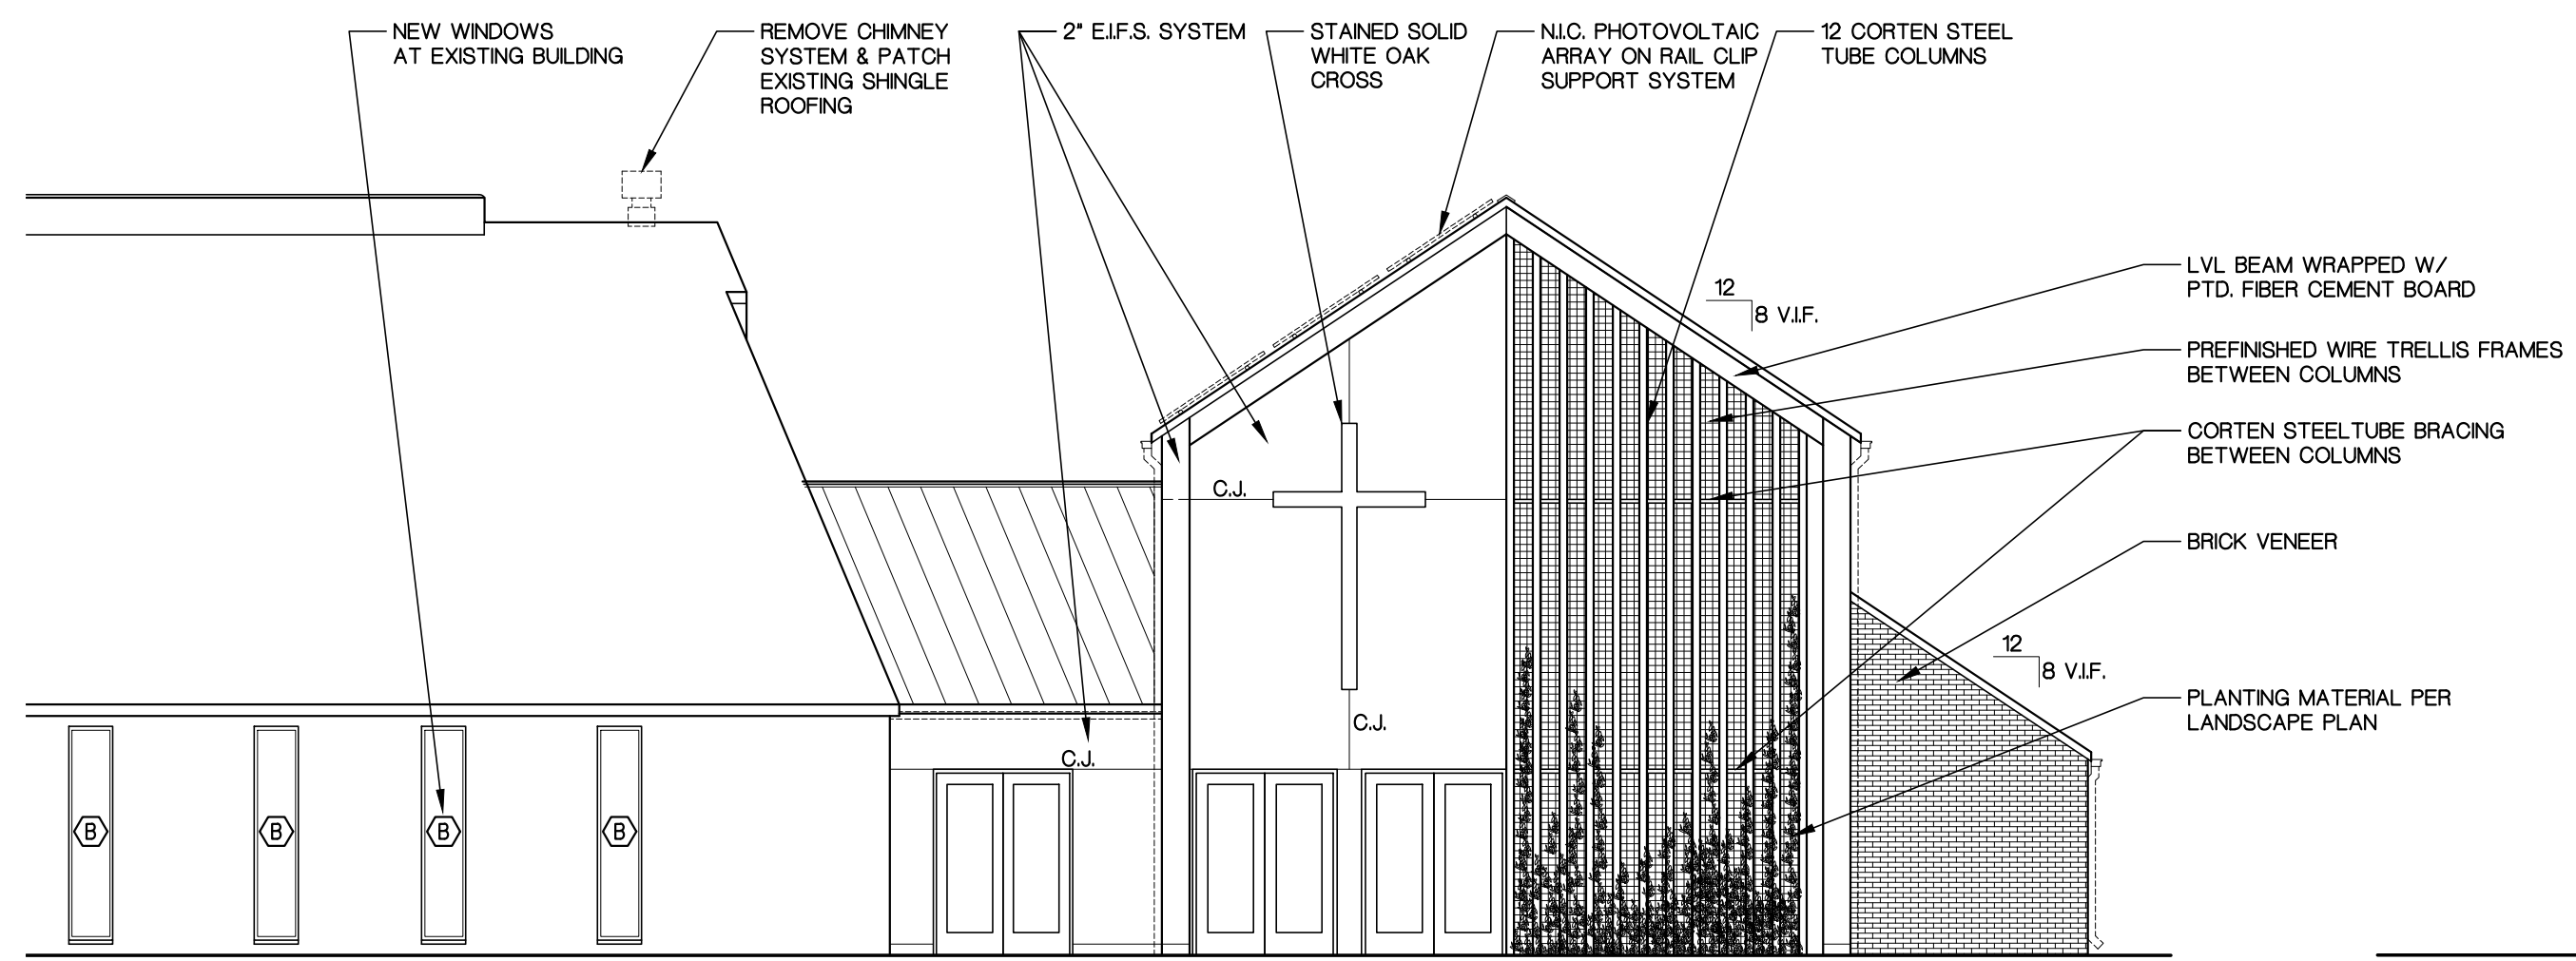 NEW WINDOWS
AT EXISTING BUILDING
REMOVE CHIMNEY
SYSTEM & PATCH
EXISTING SHINGLE
ROOFING
2" E.I.F.S. SYSTEM
STAINED SOLID
WHITE OAK
CROSS
N.I.C. PHOTOVOLTAIC
ARRAY ON RAIL CLIP
SUPPORT SYSTEM
12 CORTEN STEEL
TUBE COLUMNS
LVL BEAM WRAPPED W/
PTD. FIBER CEMENT BOARD
12
8 V.I.F.
PREFINISHED WIRE TRELLIS FRAMES
BETWEEN COLUMNS
CORTEN STEELTUBE BRACING
BETWEEN COLUMNS
C.J.
BRICK VENEER
12
8 V.I.F.
PLANTING MATERIAL PER
LANDSCAPE PLAN
C.J.
C.J.
B
B
B
B